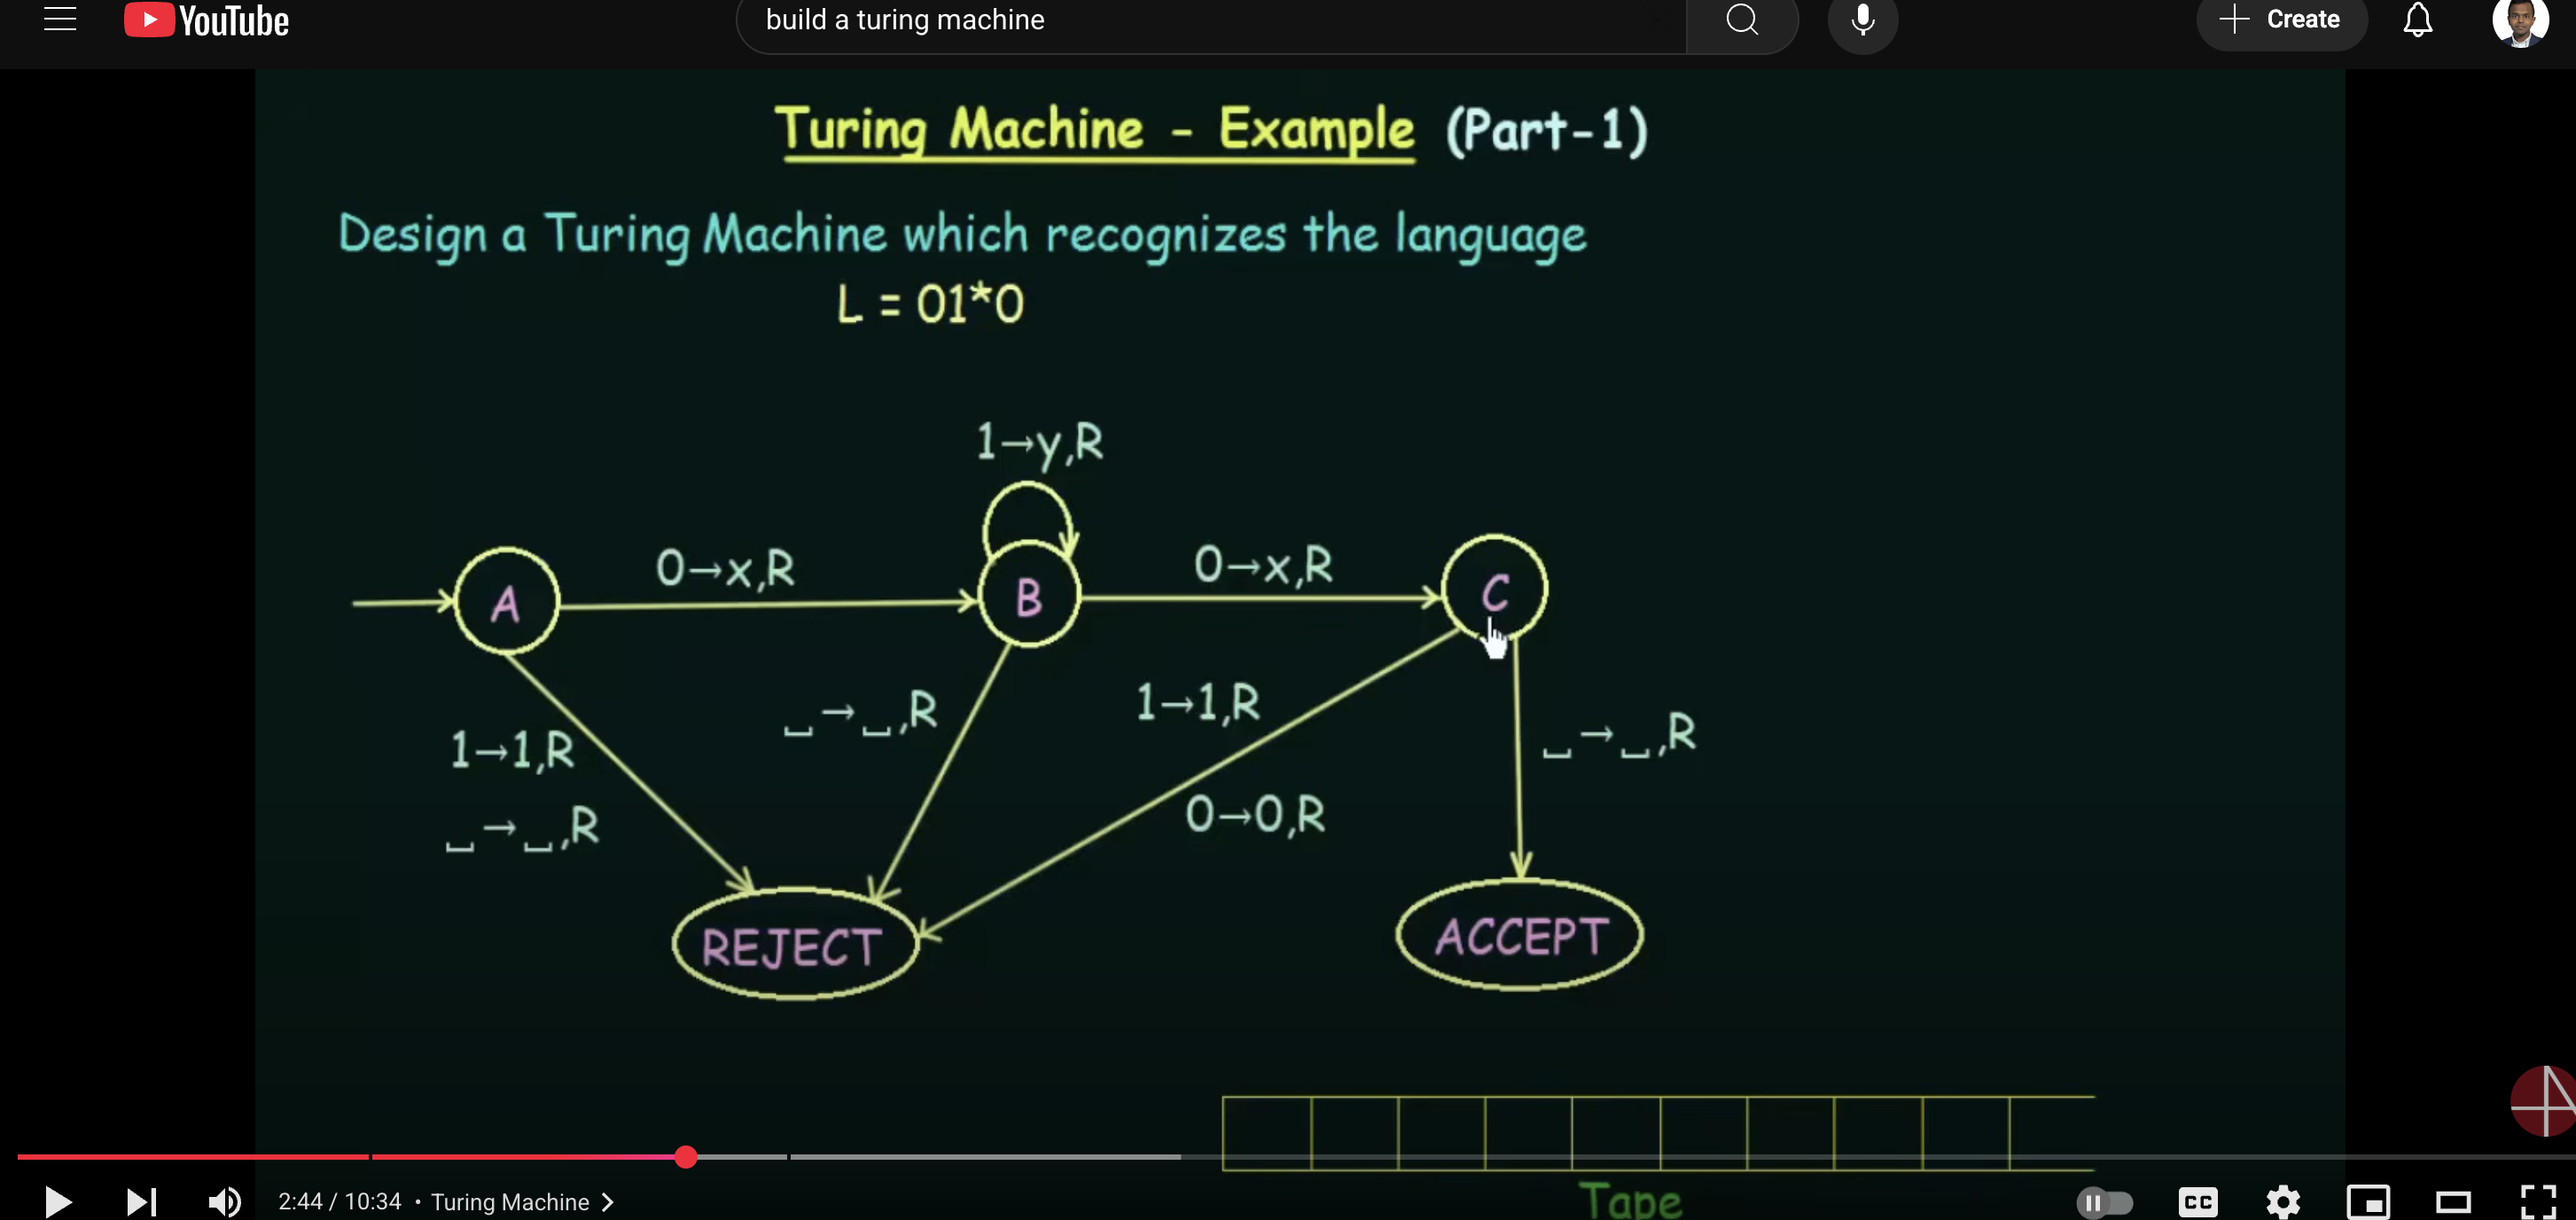 YouTube
build a turing machine
Create
Turing Machine - Example (Part-1)
Design a Turing Machine which recognizes the language
L = 01*0
1→y,R
0→x,R
0→x,R
A
B
C
1→1,R
␣→␣,R
␣→␣,R
1→1,R
0→0,R
␣→␣,R
REJECT
ACCEPT
Tape
2:44 / 10:34 • Turing Machine
CC